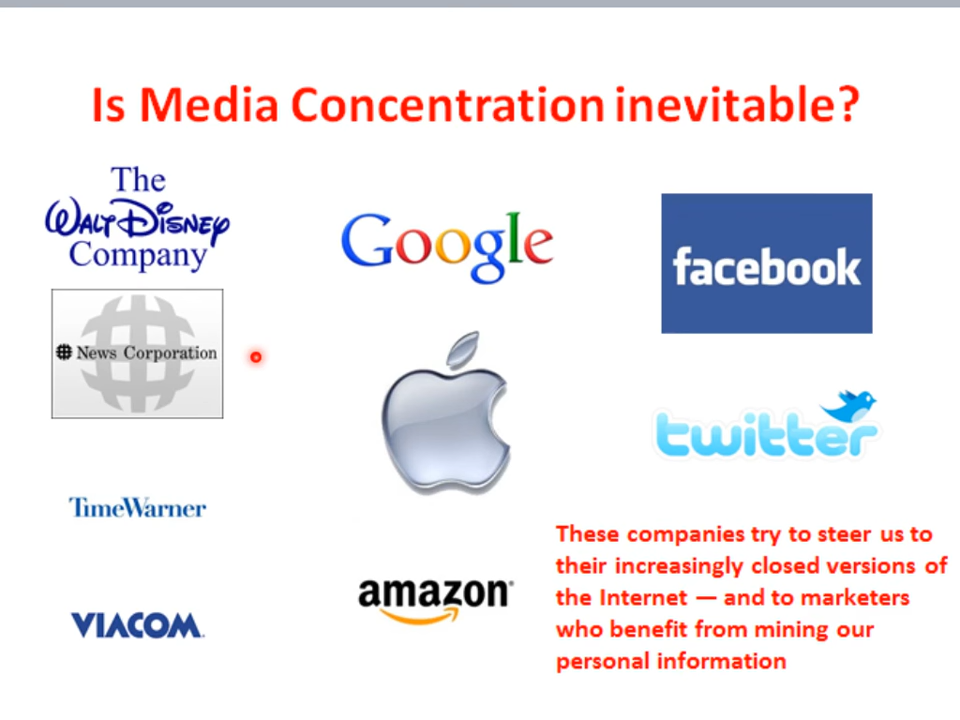 Is Media Concentration inevitable?
The
WALT DISNEY
Company
News Corporation
TimeWarner
VIACOM
Google
amazon
facebook
twitter
These companies try to steer us to
their increasingly closed versions of
the Internet — and to marketers
who benefit from mining our
personal information